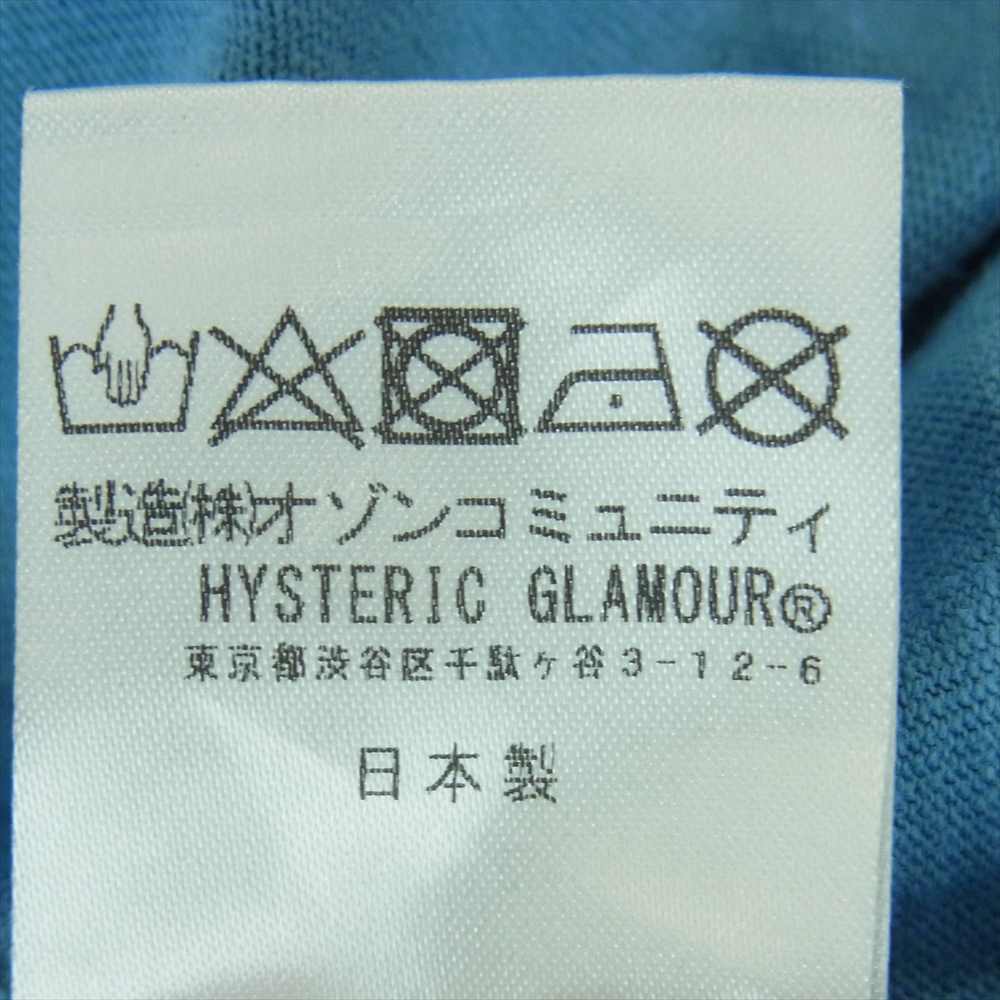 製造(株)オゾンコミュニティ
HYSTERIC GLAMOUR®
東京都渋谷区千駄ヶ谷3-12-6
日本製